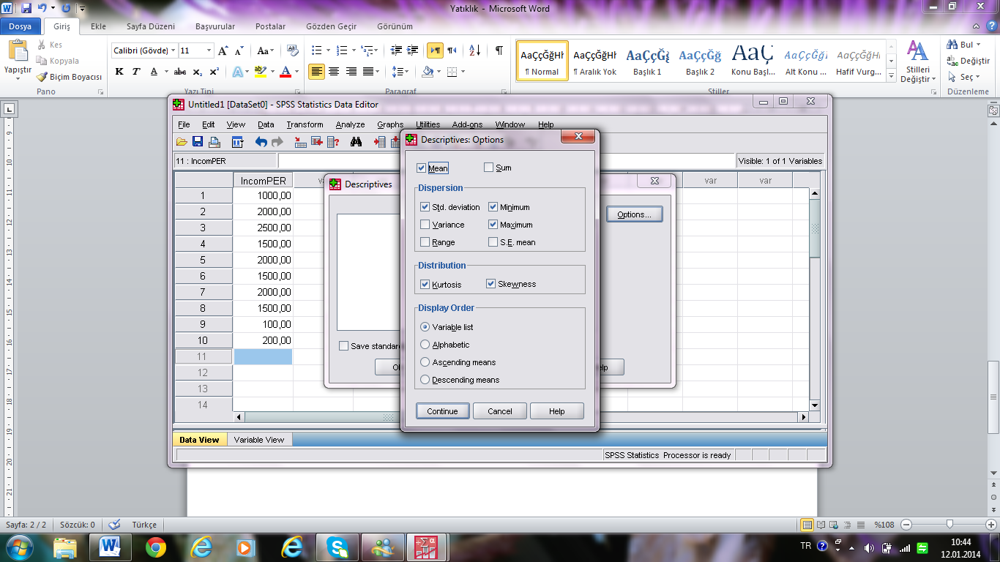 Yatıklık - Microsoft Word
Dosya Giriş Ekle Sayfa Düzeni Başvurular Postalar Gözden Geçir Görünüm
Yapıştır
Kes
Kopyala
Biçim Boyacısı
Pano
Calibri (Gövde) 11
Yazı Tipi
Paragraf
AaÇçĞğHl AaÇçĞğHl AaÇçĞğ AaÇçĞğ AaÇ AaÇçĞğH AaÇçĞğH
¶ Normal ¶ Aralık Yok Başlık 1 Başlık 2 Konu Başl... Alt Konu ... Hafif Vurg...
Stiller
Stilleri Değiştir
Bul
Değiştir
Seç
Düzenleme
Untitled1 [DataSet0] - SPSS Statistics Data Editor
File Edit View Data Transform Analyze Graphs Utilities Add-ons Window Help
11 : IncomPER
Visible: 1 of 1 Variables
IncomPER var var
1 1000,00
2 2000,00
3 2500,00
4 1500,00
5 2000,00
6 1500,00
7 2000,00
8 1500,00
9 100,00
10 200,00
11
12
13
14
Descriptives
Options...
Save standar
Descriptives: Options
Mean Sum
Dispersion
Std. deviation Minimum
Variance Maximum
Range S.E. mean
Distribution
Kurtosis Skewness
Display Order
Variable list
Alphabetic
Ascending means
Descending means
Continue Cancel Help
Data View Variable View
SPSS Statistics Processor is ready
Sayfa: 2 / 2 Sözcük: 0 Türkçe %108
TR 10:44
12.01.2014